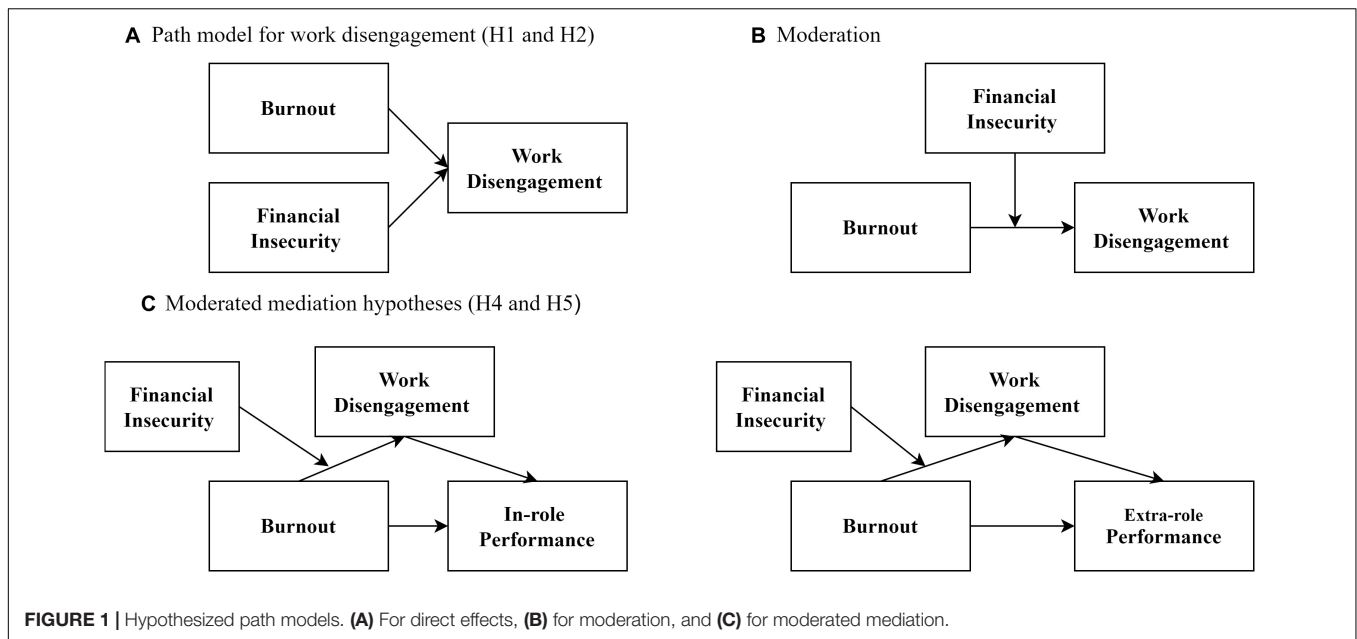 A Path model for work disengagement (H1 and H2)
Burnout
Financial
Insecurity
Work
Disengagement
B Moderation
Financial
Insecurity
Burnout
Work
Disengagement
C Moderated mediation hypotheses (H4 and H5)
Financial
Insecurity
Work
Disengagement
Burnout
In-role
Performance
Financial
Insecurity
Work
Disengagement
Burnout
Extra-role
Performance
FIGURE 1 | Hypothesized path models. (A) For direct effects, (B) for moderation, and (C) for moderated mediation.